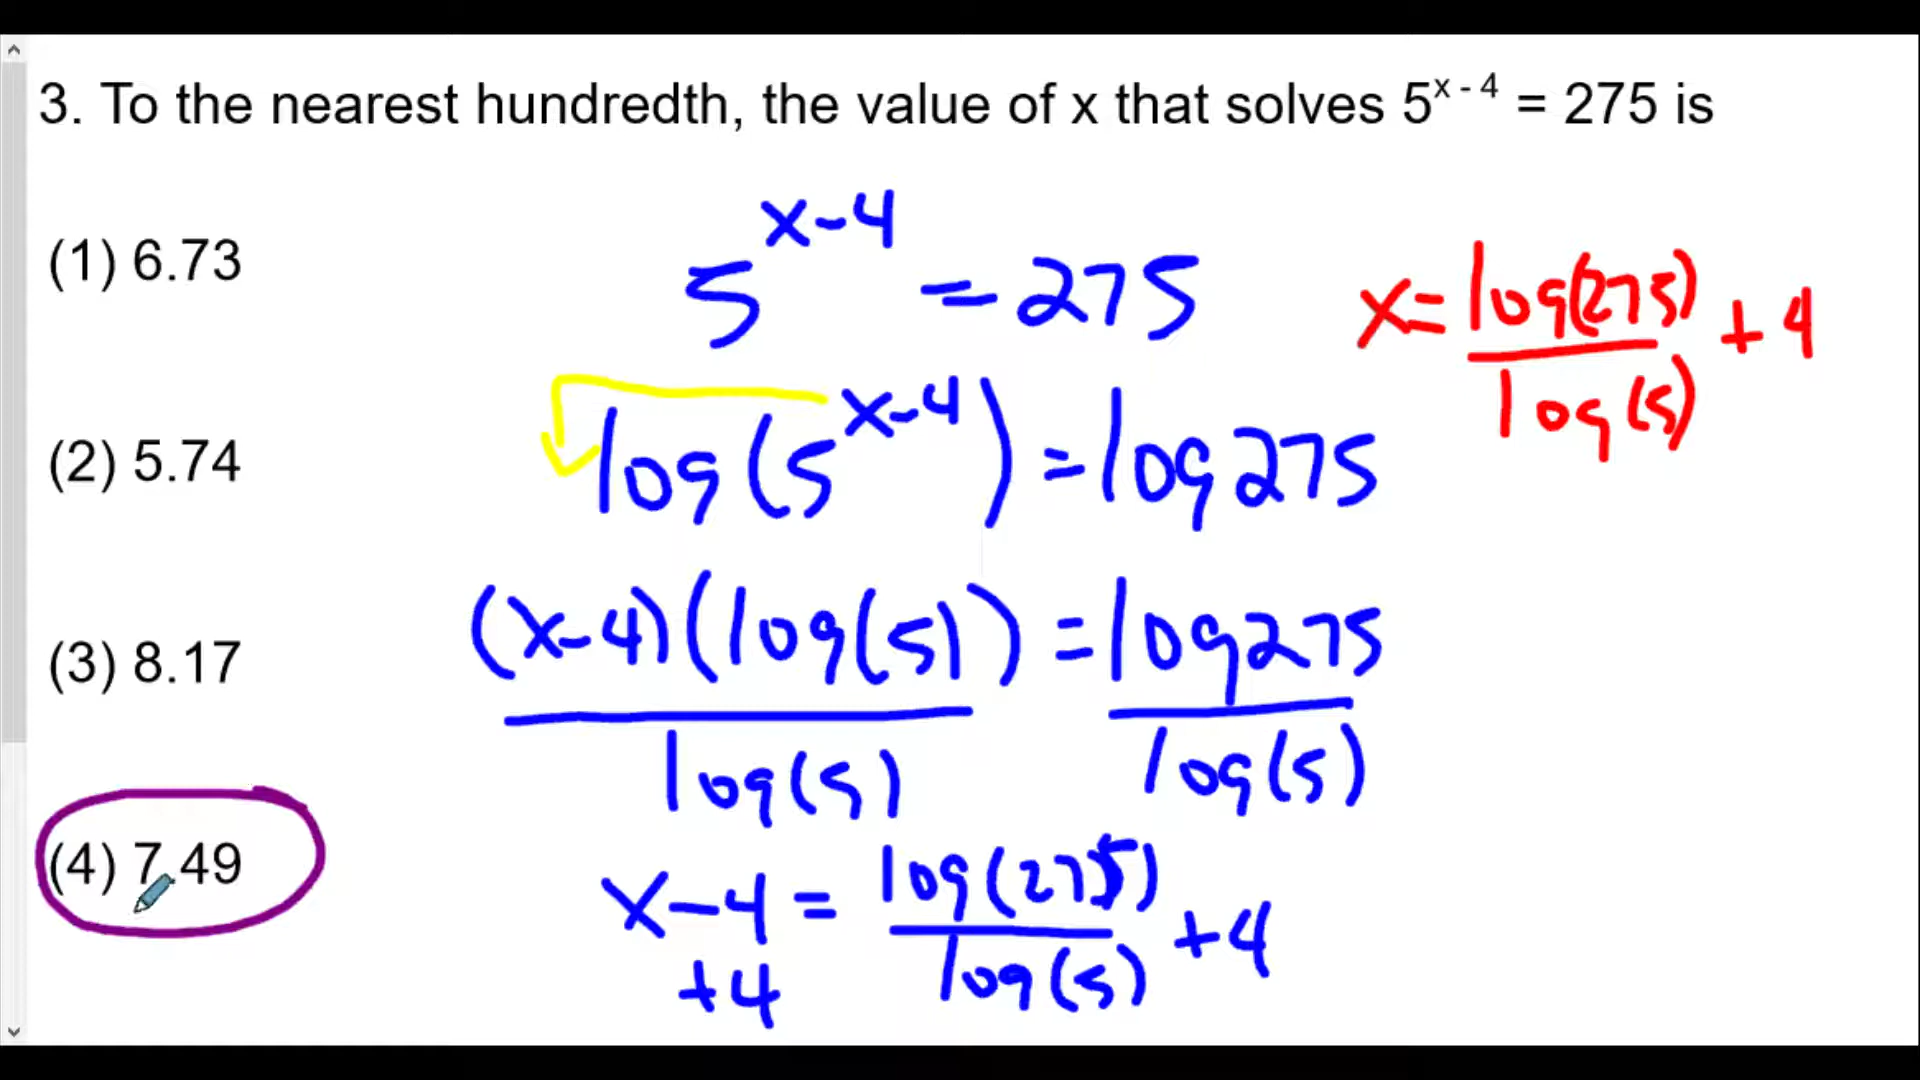 3. To the nearest hundredth, the value of x that solves 5^(x - 4) = 275 is
(1) 6.73
(2) 5.74
(3) 8.17
(4) 7.49
5^(x-4) = 275
log(5^(x-4)) = log 275
(x-4)(log(5)) = log 275
log(5) log(5)
x-4 = log(275)/log(5) +4
+4
x = log(275)/log(5) + 4